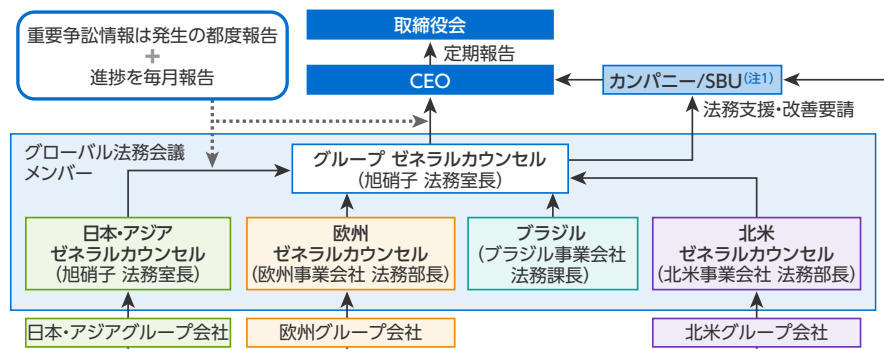 重要争訟情報は発生の都度報告
+
進捗を毎月報告
取締役会
定期報告
CEO
カンパニー/SBU(注1)
法務支援・改善要請
グローバル法務会議
メンバー
グループ ゼネラルカウンセル
(旭硝子 法務室長)
日本・アジア
ゼネラルカウンセル
(旭硝子 法務室長)
欧州
ゼネラルカウンセル
(欧州事業会社 法務部長)
ブラジル
(ブラジル事業会社
法務課長)
北米
ゼネラルカウンセル
(北米事業会社 法務部長)
日本・アジアグループ会社
欧州グループ会社
北米グループ会社